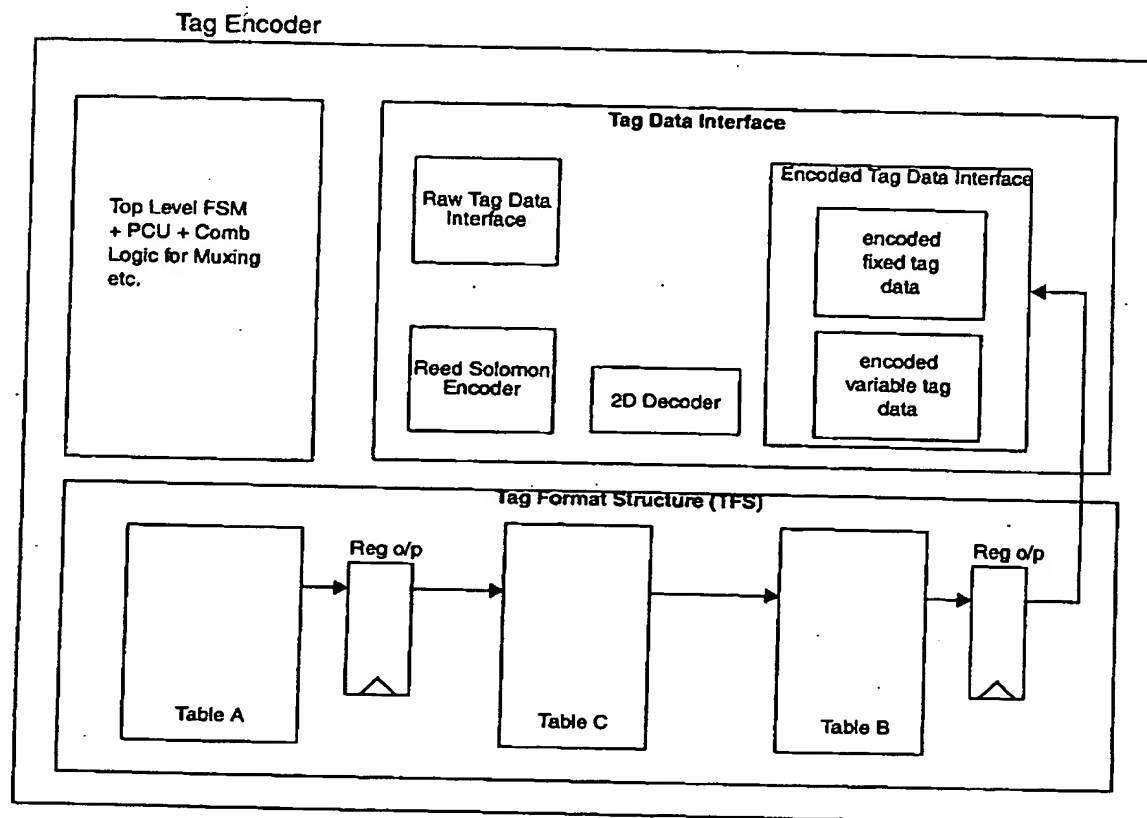 Tag Encoder
Top Level FSM
+ PCU + Comb
Logic for Muxing
etc.
Tag Data Interface
Raw Tag Data
Interface
Reed Solomon
Encoder
2D Decoder
Encoded Tag Data Interface
encoded
fixed tag
data
encoded
variable tag
data
Tag Format Structure (TFS)
Table A
Reg o/p
Table C
Table B
Reg o/p